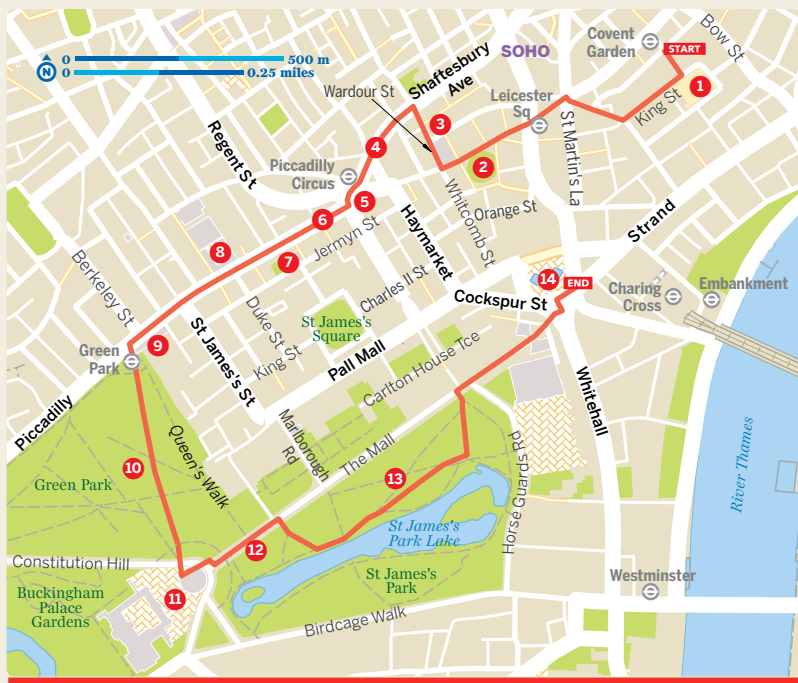 Covent
Garden
START
Bow St
0
500 m
N
0
0.25 miles
SOHO
Shaftesbury
Ave
Wardour St
Leicester
Sq
1
King St
3
4
Regent St
Piccadilly
Circus
2
St Martin's La
5
6
Whitcomb St
Orange St
Strand
Jermyn St
Haymarket
8
7
Berkeley St
Charles II St
14
END
Charing
Cross
Embankment
Cockspur St
Duke St
St James's
Square
9
Green
Park
St James's St
King St
Pall Mall
Carlton House Tce
Whitehall
Piccadilly
Marlborough
Rd
Queen's Walk
The Mall
10
Green Park
13
Horse Guards Rd
River Thames
St James's
Park Lake
12
Constitution Hill
St James's
Park
Westminster
11
Buckingham
Palace
Gardens
Birdcage Walk